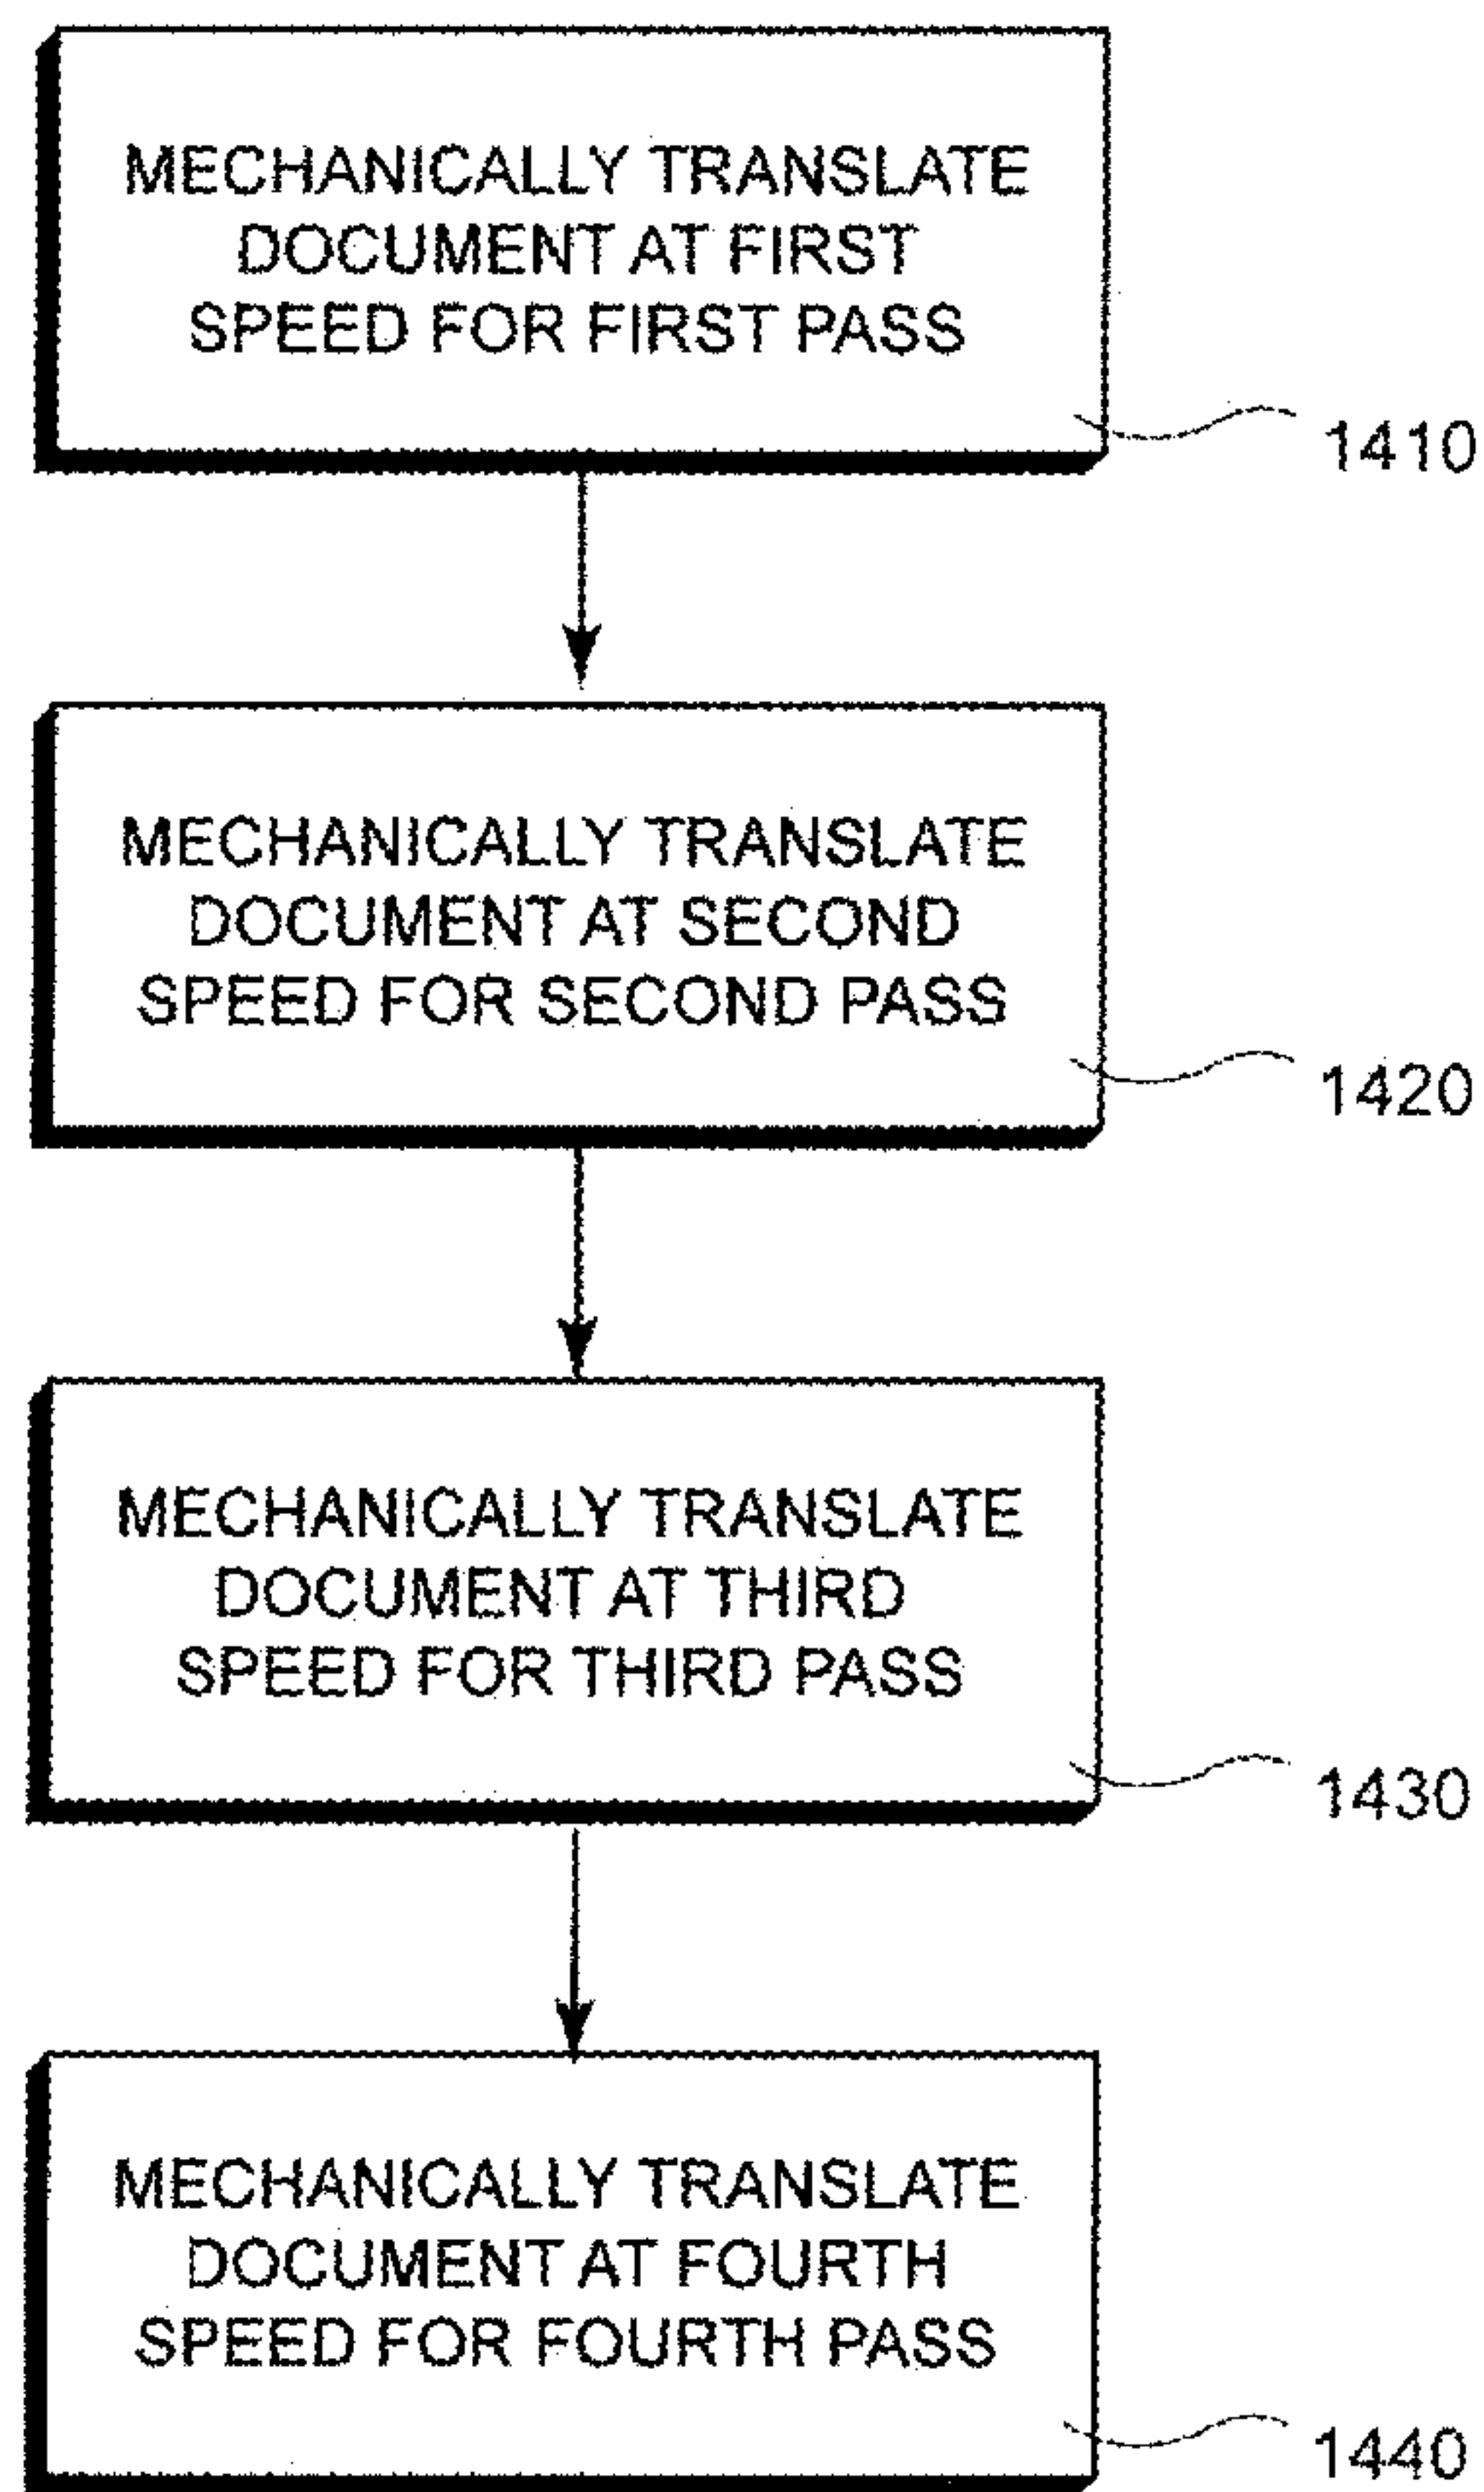 MECHANICALLY TRANSLATE
DOCUMENT AT FIRST
SPEED FOR FIRST PASS
1410
MECHANICALLY TRANSLATE
DOCUMENT AT SECOND
SPEED FOR SECOND PASS
1420
MECHANICALLY TRANSLATE
DOCUMENT AT THIRD
SPEED FOR THIRD PASS
1430
MECHANICALLY TRANSLATE
DOCUMENT AT FOURTH
SPEED FOR FOURTH PASS
1440